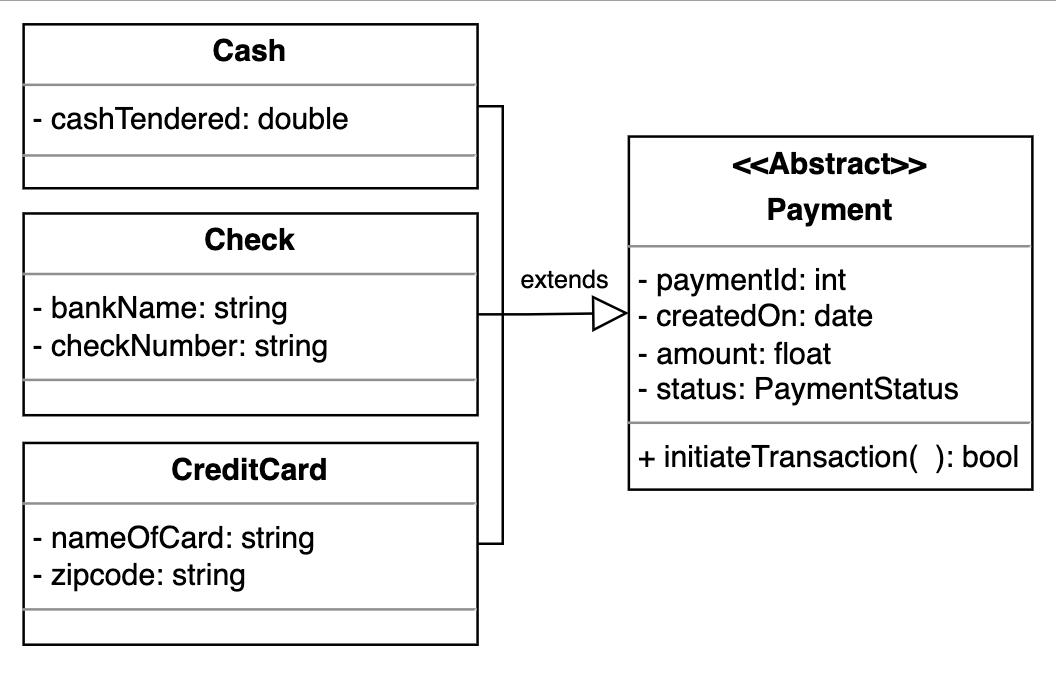 Cash
- cashTendered: double
Check
- bankName: string
- checkNumber: string
CreditCard
- nameOfCard: string
- zipcode: string
extends
<<Abstract>>
Payment
- paymentId: int
- createdOn: date
- amount: float
- status: PaymentStatus
+ initiateTransaction(  ): bool